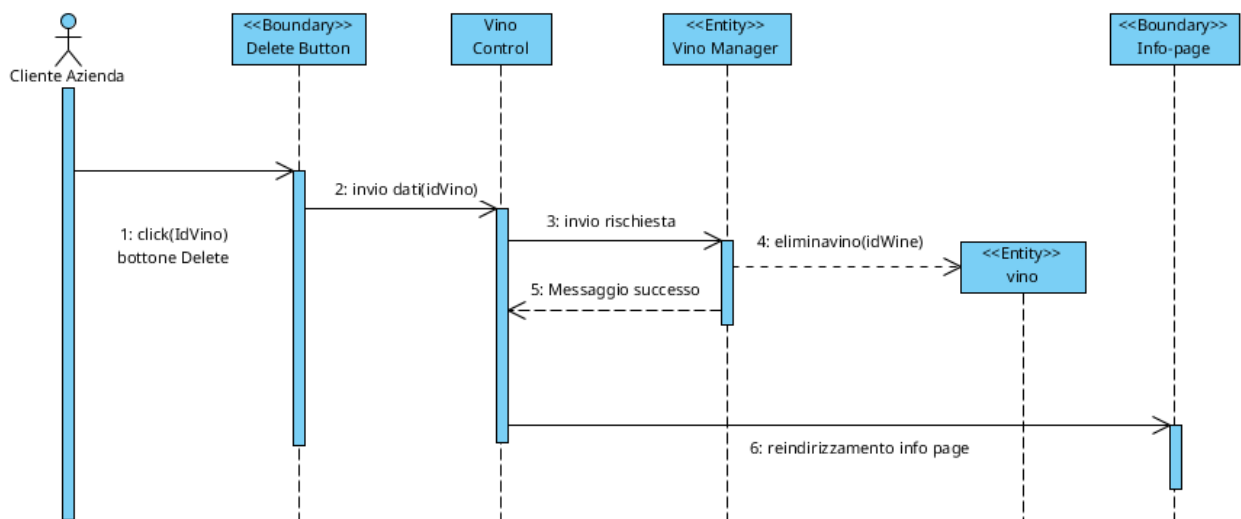 <<Boundary>>
Delete Button
Vino
Control
<<Entity>>
Vino Manager
<<Boundary>>
Info-page
Cliente Azienda
2: invio dati(idVino)
3: invio rischiesta
1: click(IdVino)
bottone Delete
4: eliminavino(idWine)
<<Entity>>
vino
5: Messaggio successo
6: reindirizzamento info page